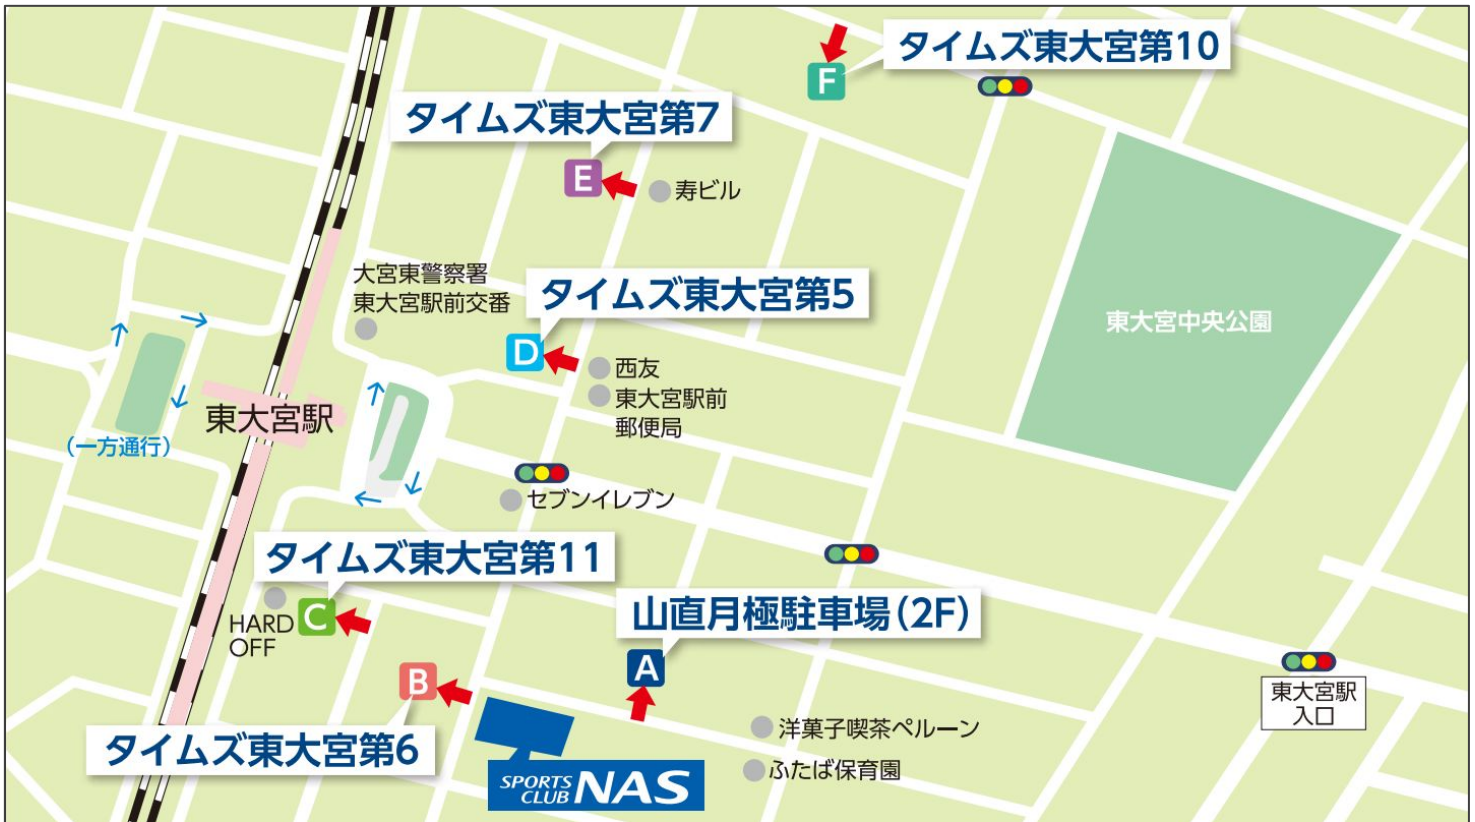 タイムズ東大宮第10
F
タイムズ東大宮第7
E
寿ビル
大宮東警察署
東大宮駅前交番
タイムズ東大宮第5
D
西友
東大宮駅前
郵便局
東大宮中央公園
東大宮駅
(一方通行)
セブンイレブン
タイムズ東大宮第11
C
HARD
OFF
山直月極駐車場(2F)
A
B
タイムズ東大宮第6
東大宮駅
入口
洋菓子喫茶ペルーン
ふたば保育園
SPORTS
CLUB NAS